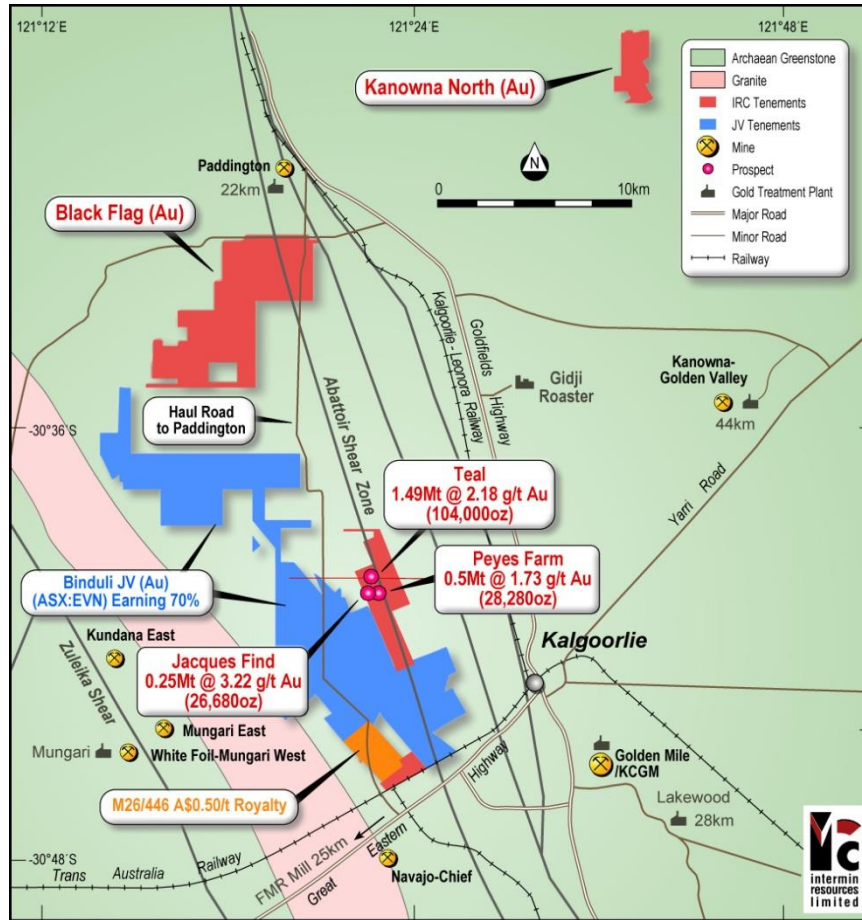 121°12'E
121°24'
121°48'
Kanowna North (Au)
Archaean Greenstone
Granite
IRC Tenements
JV Tenements
Mine
Prospect
Gold Treatment Plant
Major Road
Minor Road
Railway
N
0
10km
Paddington
22km
Black Flag (Au)
Kalgoorlie - Leonora Railway
Goldfields
Highway
Gidji
Roaster
Kanowna-
Golden Valley
44km
Haul Road
to Paddington
Abattoir Shear Zone
-30°36'S
Yarri Road
Teal
1.49Mt @ 2.18 g/t Au
(104,000oz)
Peyes Farm
0.5Mt @ 1.73 g/t Au
(28,280oz)
Binduli JV (Au)
(ASX:EVN) Earning 70%
Kundana East
Kalgoorlie
Jacques Find
0.25Mt @ 3.22 g/t Au
(26,680oz)
Zuleika Shear
Mungari East
Mungari
White Foil-Mungari West
Golden Mile
/KCGM
Lakewood
28km
M26/446 A$0.50/t Royalty
-30°48'S
Trans Australia Railway
FMR Mill 25km
Great Eastern Highway
Navajo-Chief
intermin
resources
limited